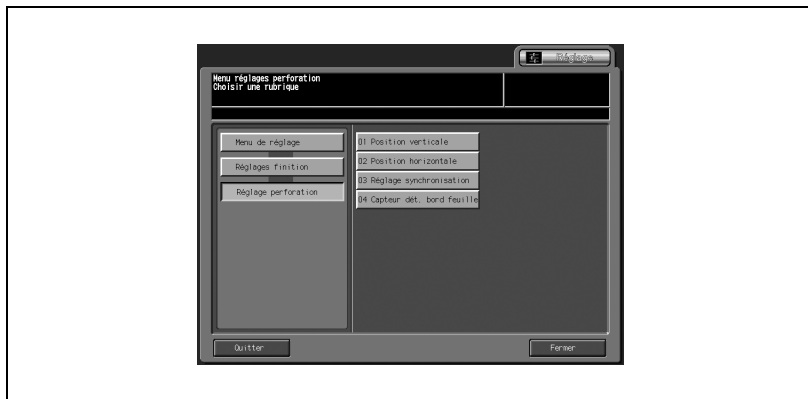 Réglage
Menu réglages perforation
Choisir une rubrique
Menu de réglage
Réglages finition
Réglage perforation
01 Position verticale
02 Position horizontale
03 Réglage synchronisation
04 Capteur dét. bord feuille
Quitter
Fermer